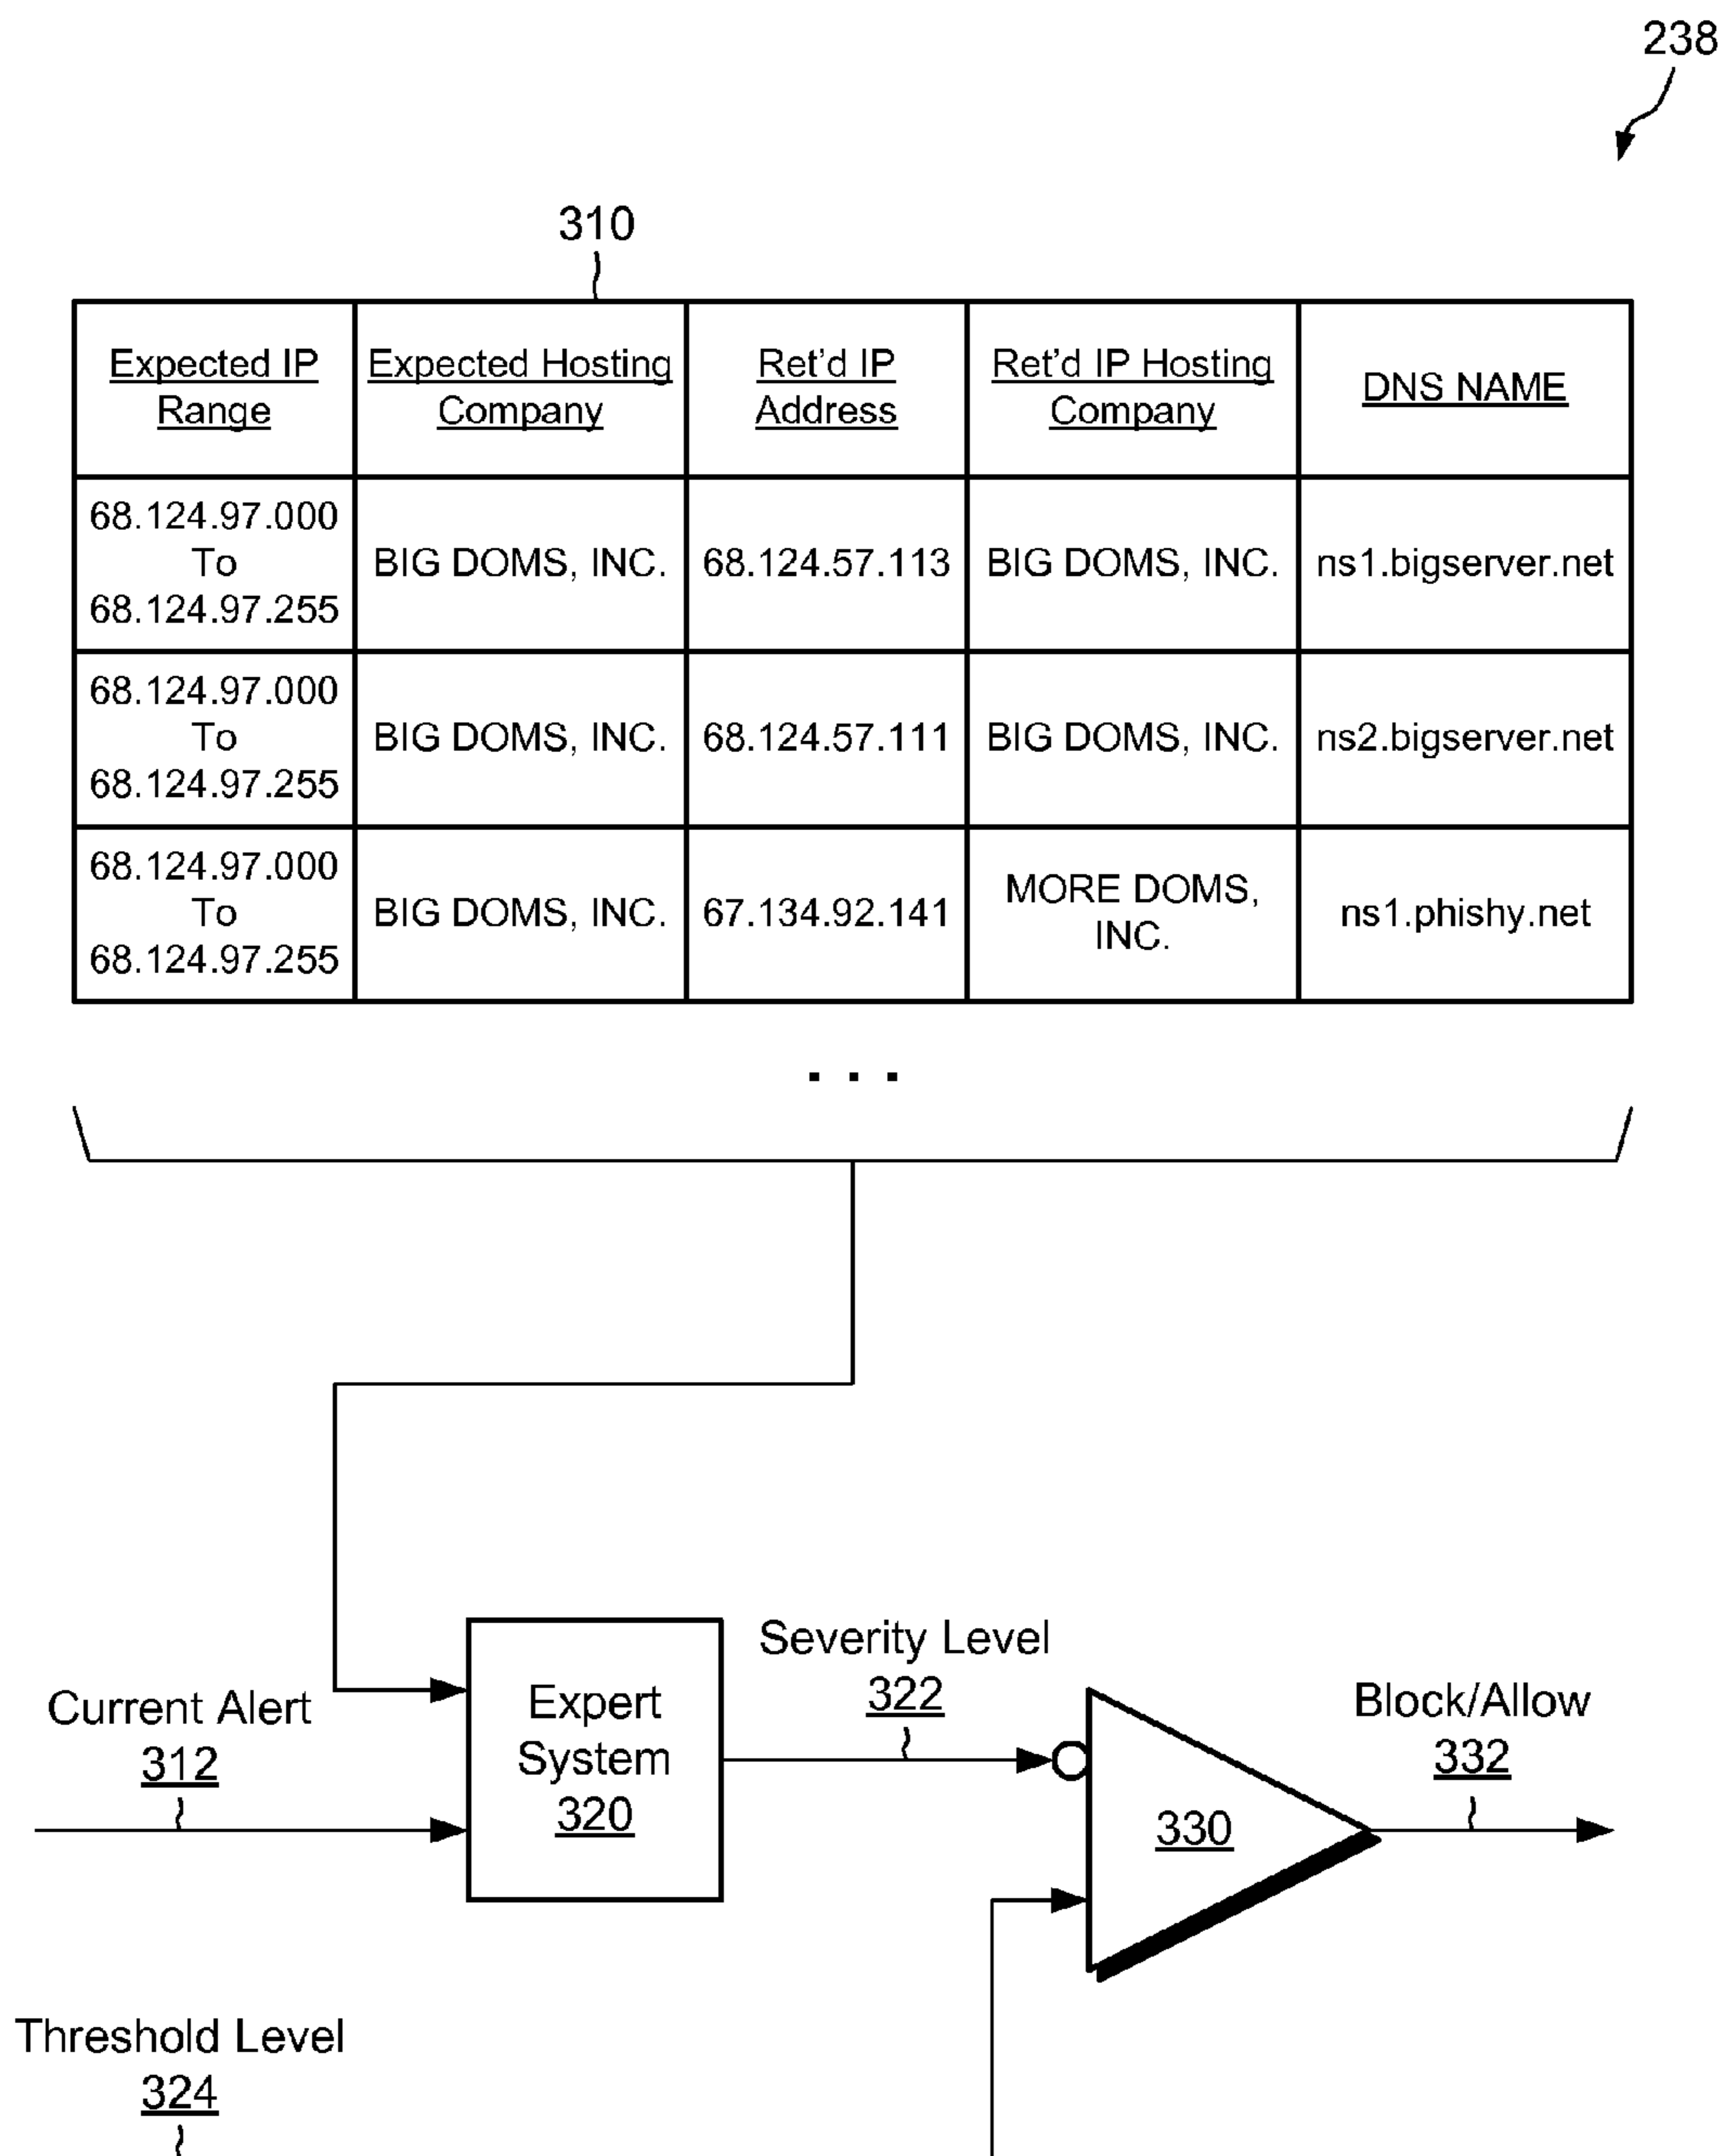 238
310
Expected IP
Range
Expected Hosting
Company
Ret'd IP
Address
Ret'd IP Hosting
Company
DNS NAME
68.124.97.000
To
68.124.97.255
BIG DOMS, INC.
68.124.57.113
BIG DOMS, INC.
ns1.bigserver.net
68.124.97.000
To
68.124.97.255
BIG DOMS, INC.
68.124.57.111
BIG DOMS, INC.
ns2.bigserver.net
68.124.97.000
To
68.124.97.255
BIG DOMS, INC.
67.134.92.141
MORE DOMS,
INC.
ns1.phishy.net
. . .
Current Alert
312
Expert
System
320
Severity Level
322
330
Block/Allow
332
Threshold Level
324